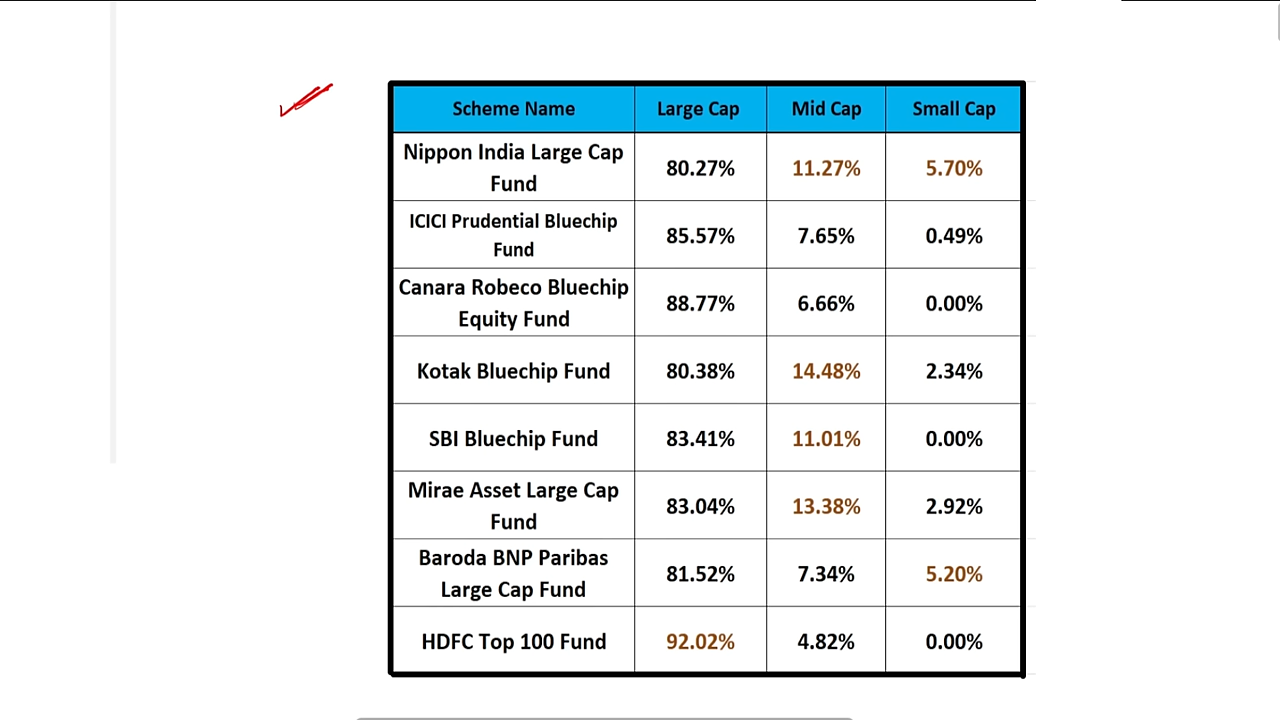 Scheme Name Large Cap Mid Cap Small Cap
Nippon India Large Cap
Fund 80.27% 11.27% 5.70%
ICICI Prudential Bluechip
Fund 85.57% 7.65% 0.49%
Canara Robeco Bluechip
Equity Fund 88.77% 6.66% 0.00%
Kotak Bluechip Fund 80.38% 14.48% 2.34%
SBI Bluechip Fund 83.41% 11.01% 0.00%
Mirae Asset Large Cap
Fund 83.04% 13.38% 2.92%
Baroda BNP Paribas
Large Cap Fund 81.52% 7.34% 5.20%
HDFC Top 100 Fund 92.02% 4.82% 0.00%